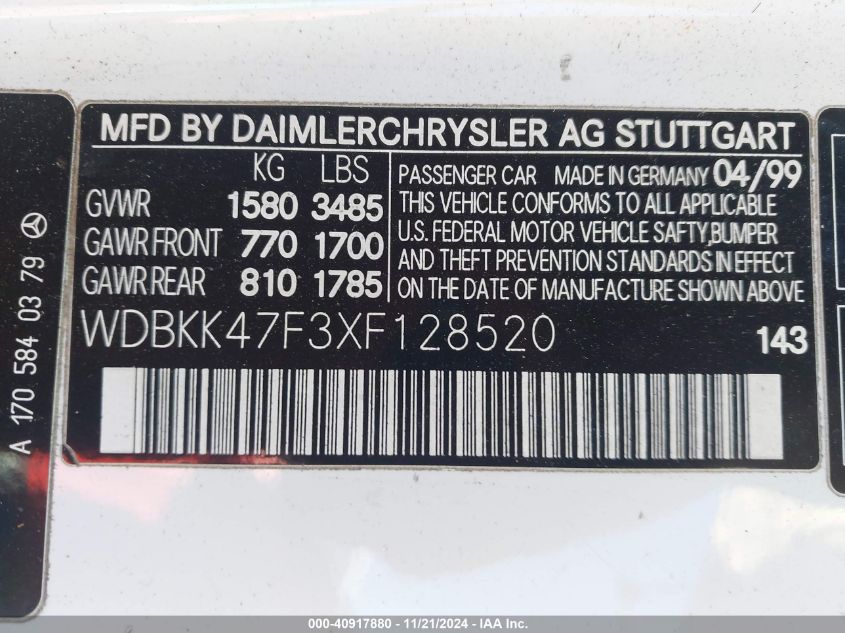 MFD BY DAIMLERCHRYSLER AG STUTTGART
KG LBS
GVWR 1580 3485
GAWR FRONT 770 1700
GAWR REAR 810 1785
PASSENGER CAR MADE IN GERMANY 04/99
THIS VEHICLE CONFORMS TO ALL APPLICABLE
U.S. FEDERAL MOTOR VEHICLE SAFTY,BUMPER
AND THEFT PREVENTION STANDARDS IN EFFECT
ON THE DATE OF MANUFACTURE SHOWN ABOVE
WDBKK47F3XF128520 143
A 170 584 03 79
000-40917880 - 11/21/2024 - IAA Inc.